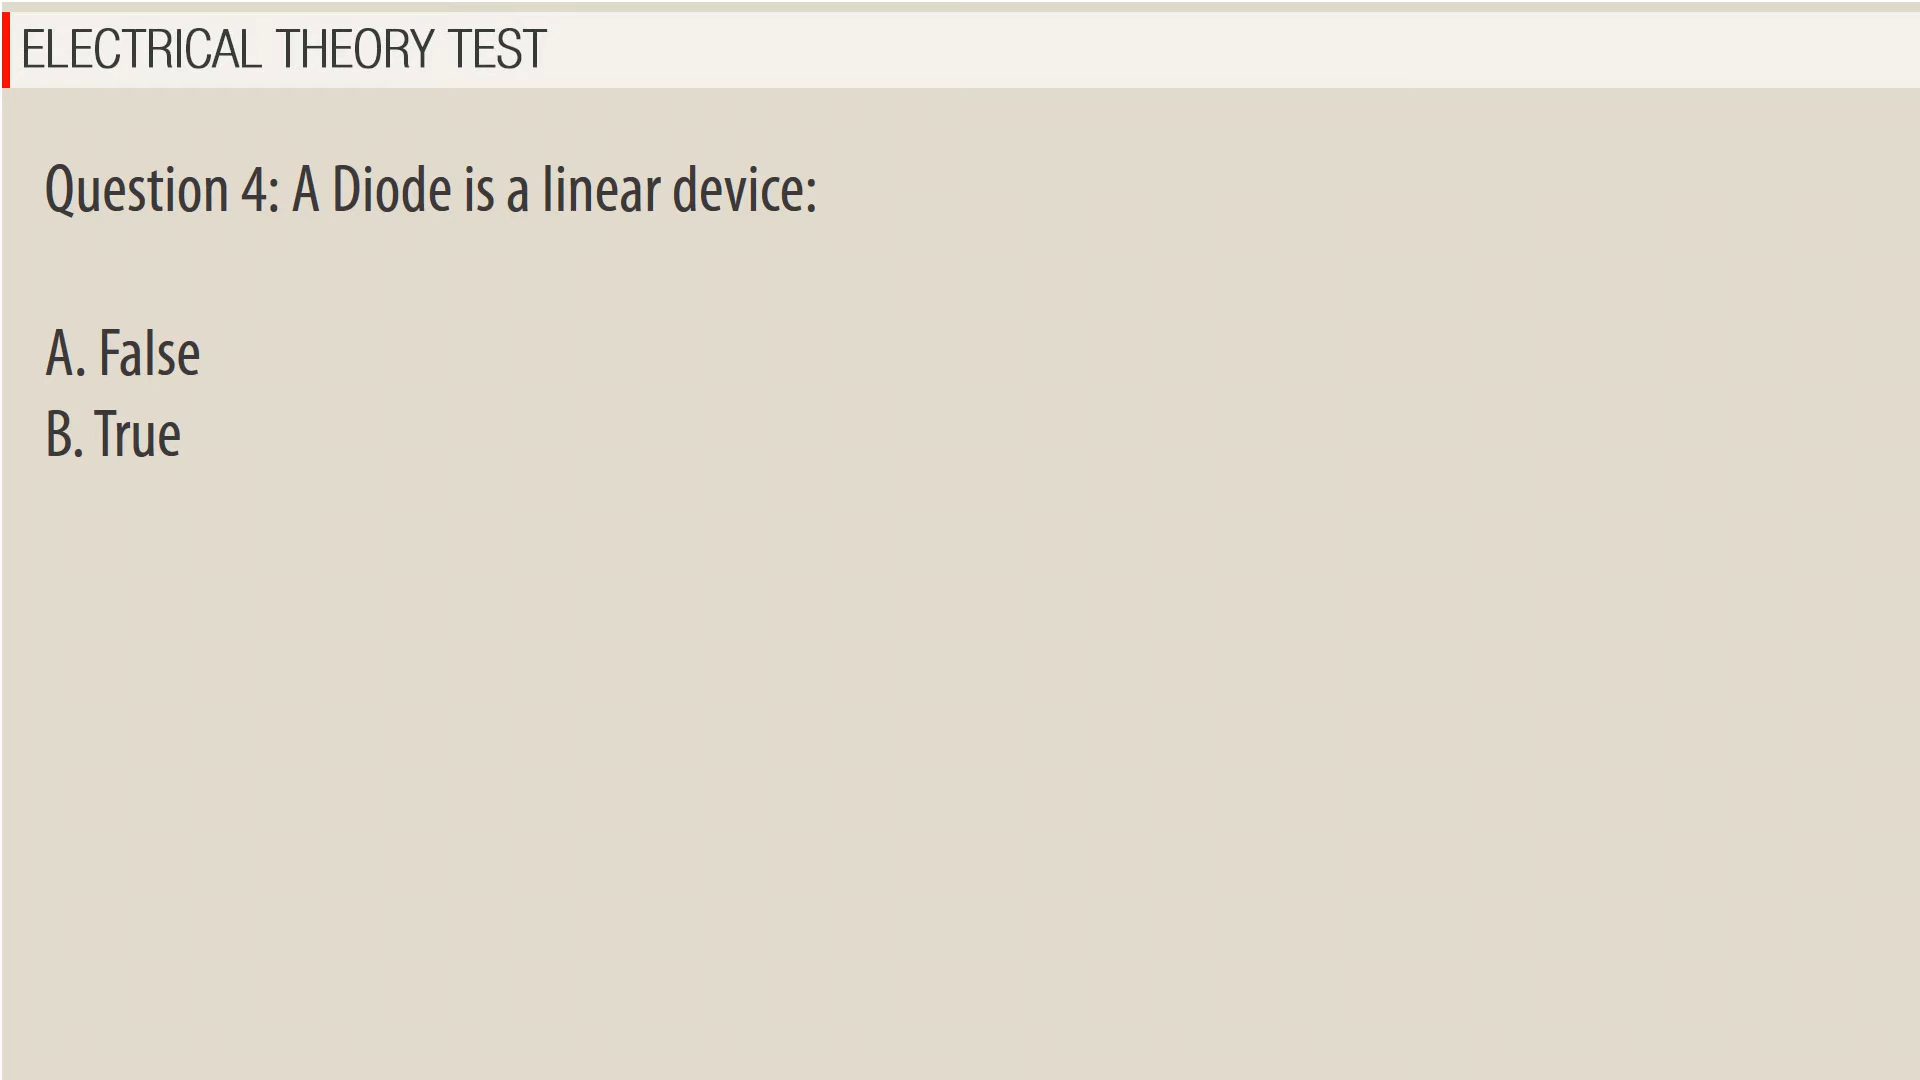 ELECTRICAL THEORY TEST
Question 4: A Diode is a linear device:
A. False
B. True